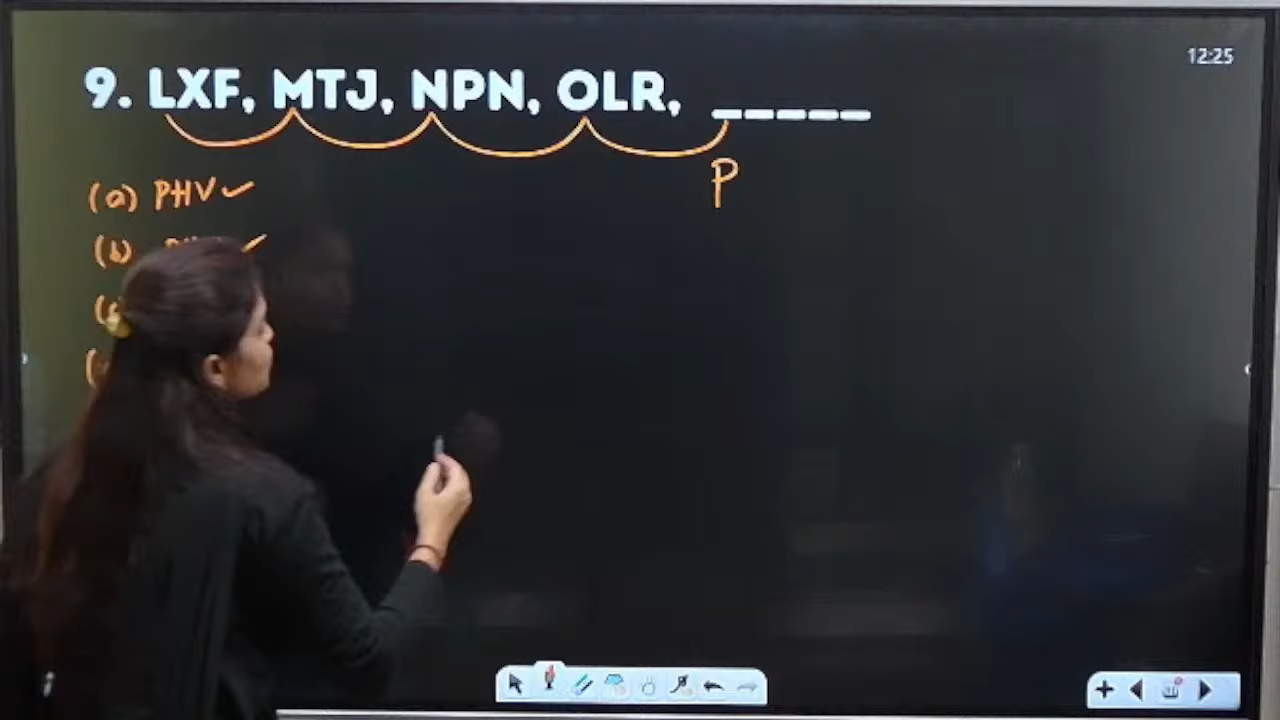 12:25
9. LXF, MTJ, NPN, OLR, _____
P
(a) PHV ✓
(b) ✓